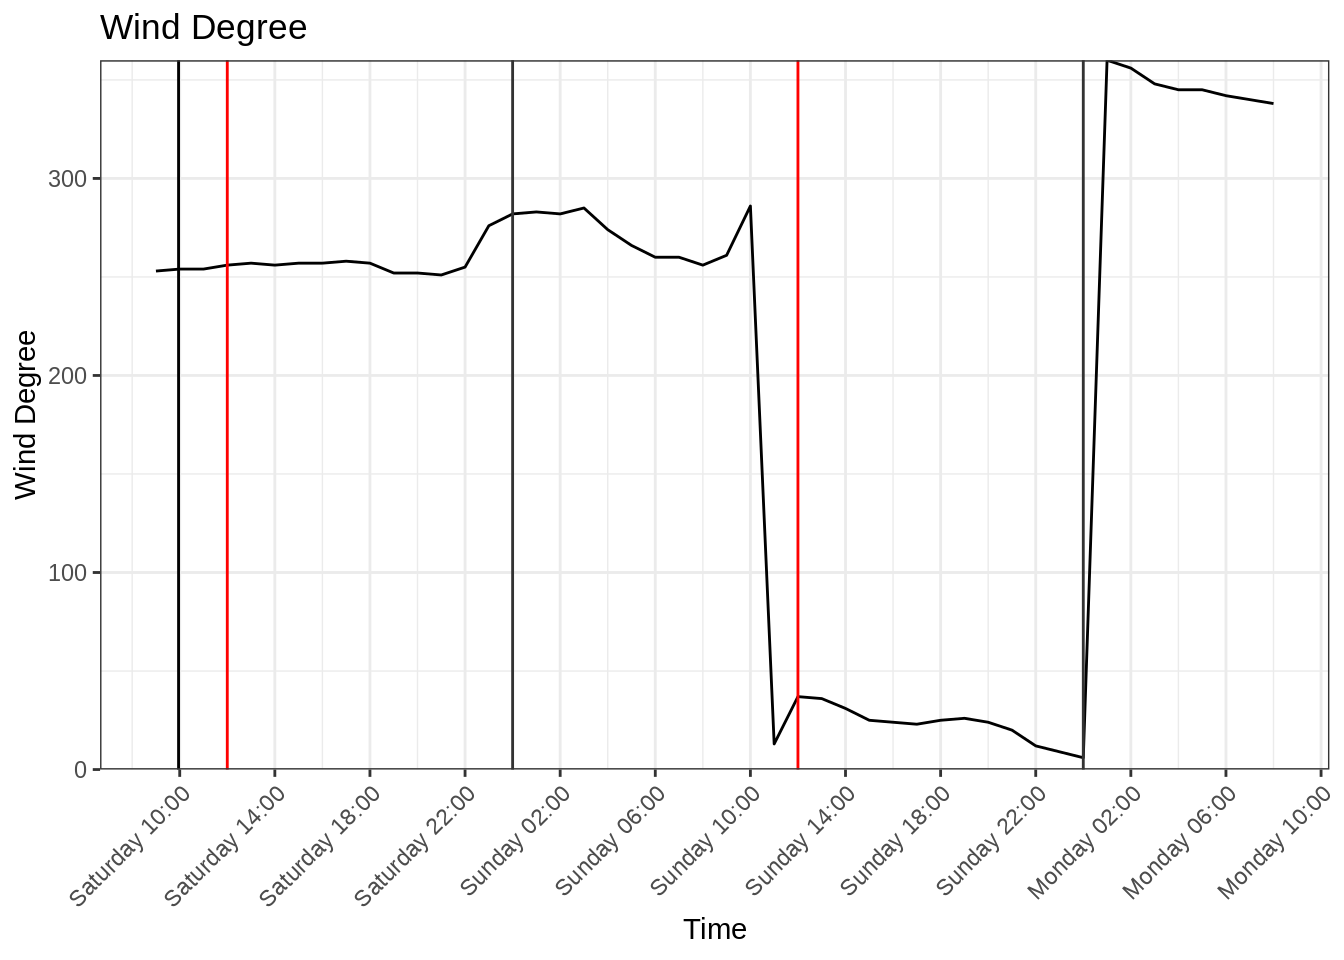 Wind Degree
Wind Degree
300
200
100
0
Saturday 10:00
Saturday 14:00
Saturday 18:00
Saturday 22:00
Sunday 02:00
Sunday 06:00
Sunday 10:00
Sunday 14:00
Sunday 18:00
Sunday 22:00
Monday 02:00
Monday 06:00
Monday 10:00
Time